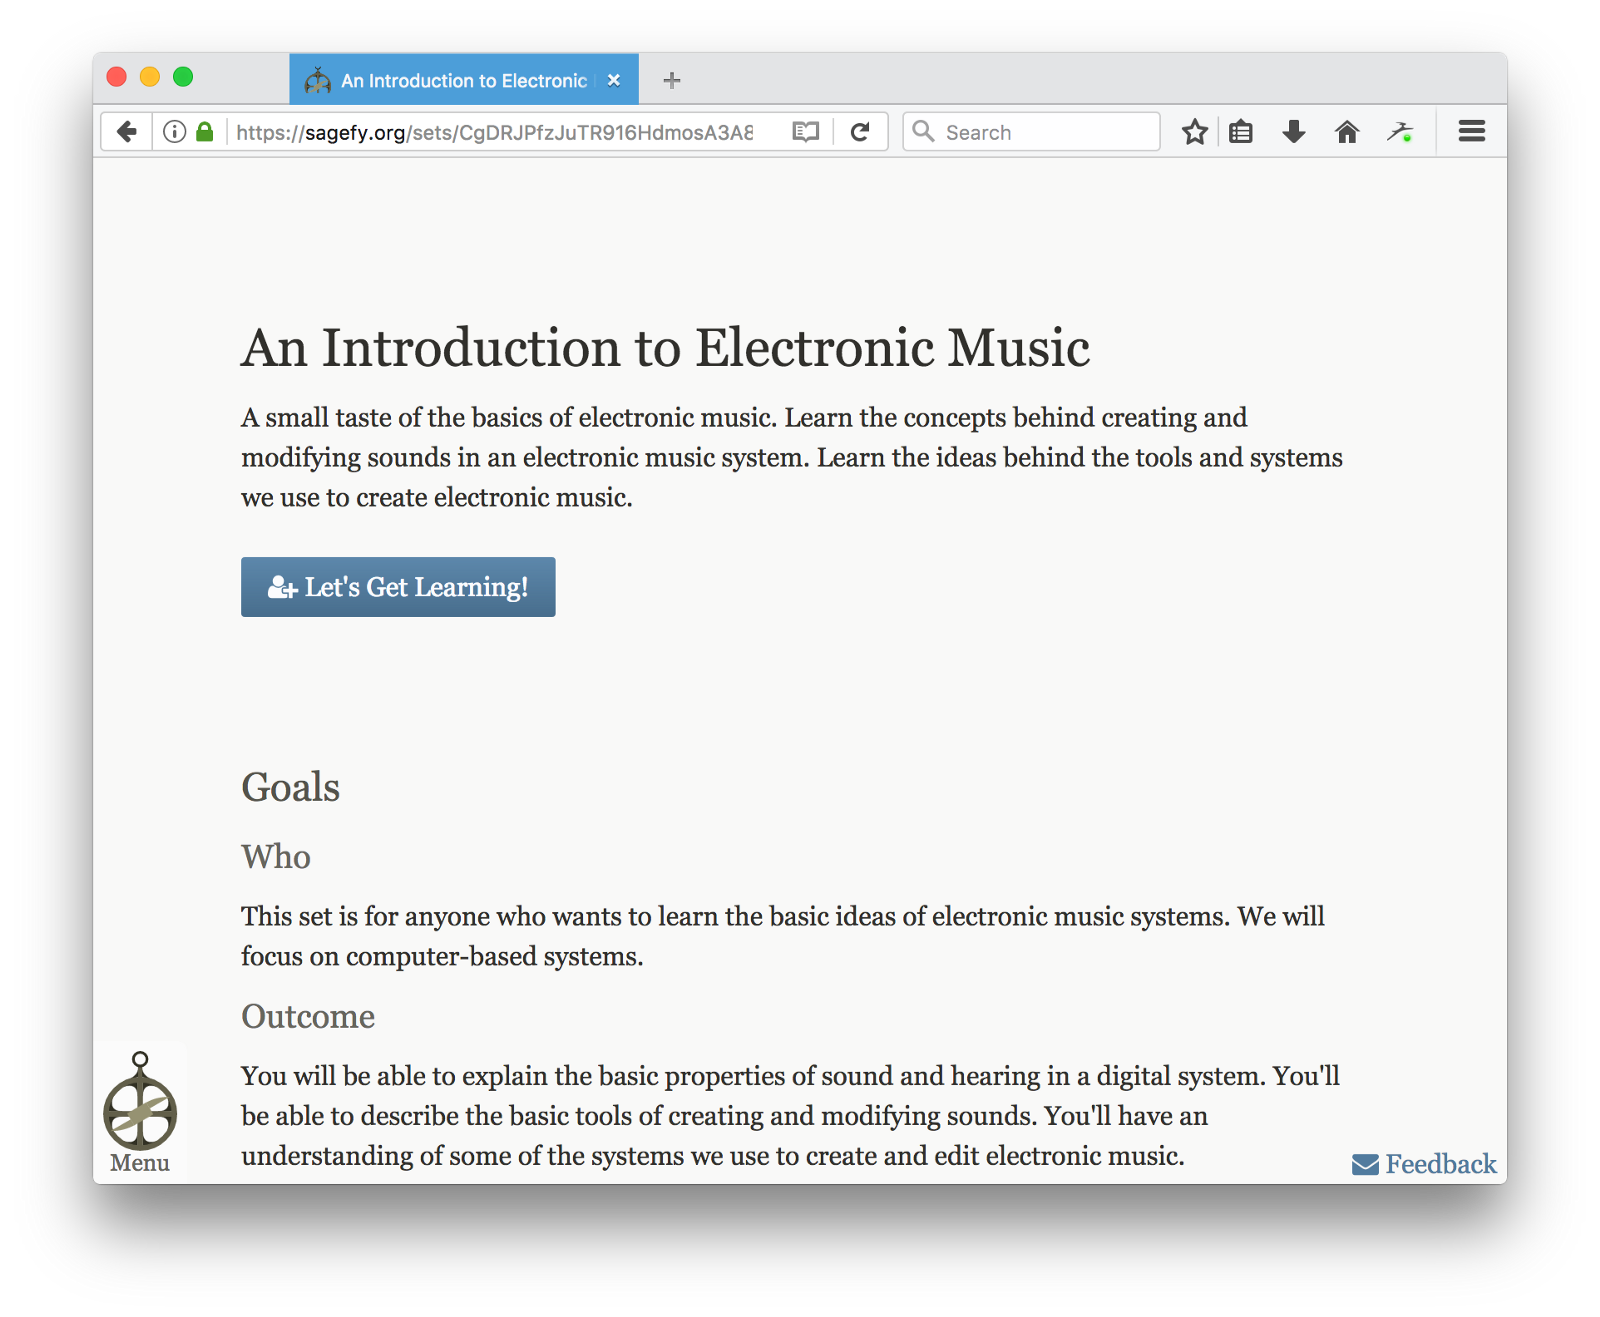 An Introduction to Electronic
https://sagefy.org/sets/CgDRJPfzJuTR916HdmosA3A8
Search
An Introduction to Electronic Music
A small taste of the basics of electronic music. Learn the concepts behind creating and
modifying sounds in an electronic music system. Learn the ideas behind the tools and systems
we use to create electronic music.
Let's Get Learning!
Goals
Who
This set is for anyone who wants to learn the basic ideas of electronic music systems. We will
focus on computer-based systems.
Outcome
You will be able to explain the basic properties of sound and hearing in a digital system. You'll
be able to describe the basic tools of creating and modifying sounds. You'll have an
understanding of some of the systems we use to create and edit electronic music.
Menu
Feedback